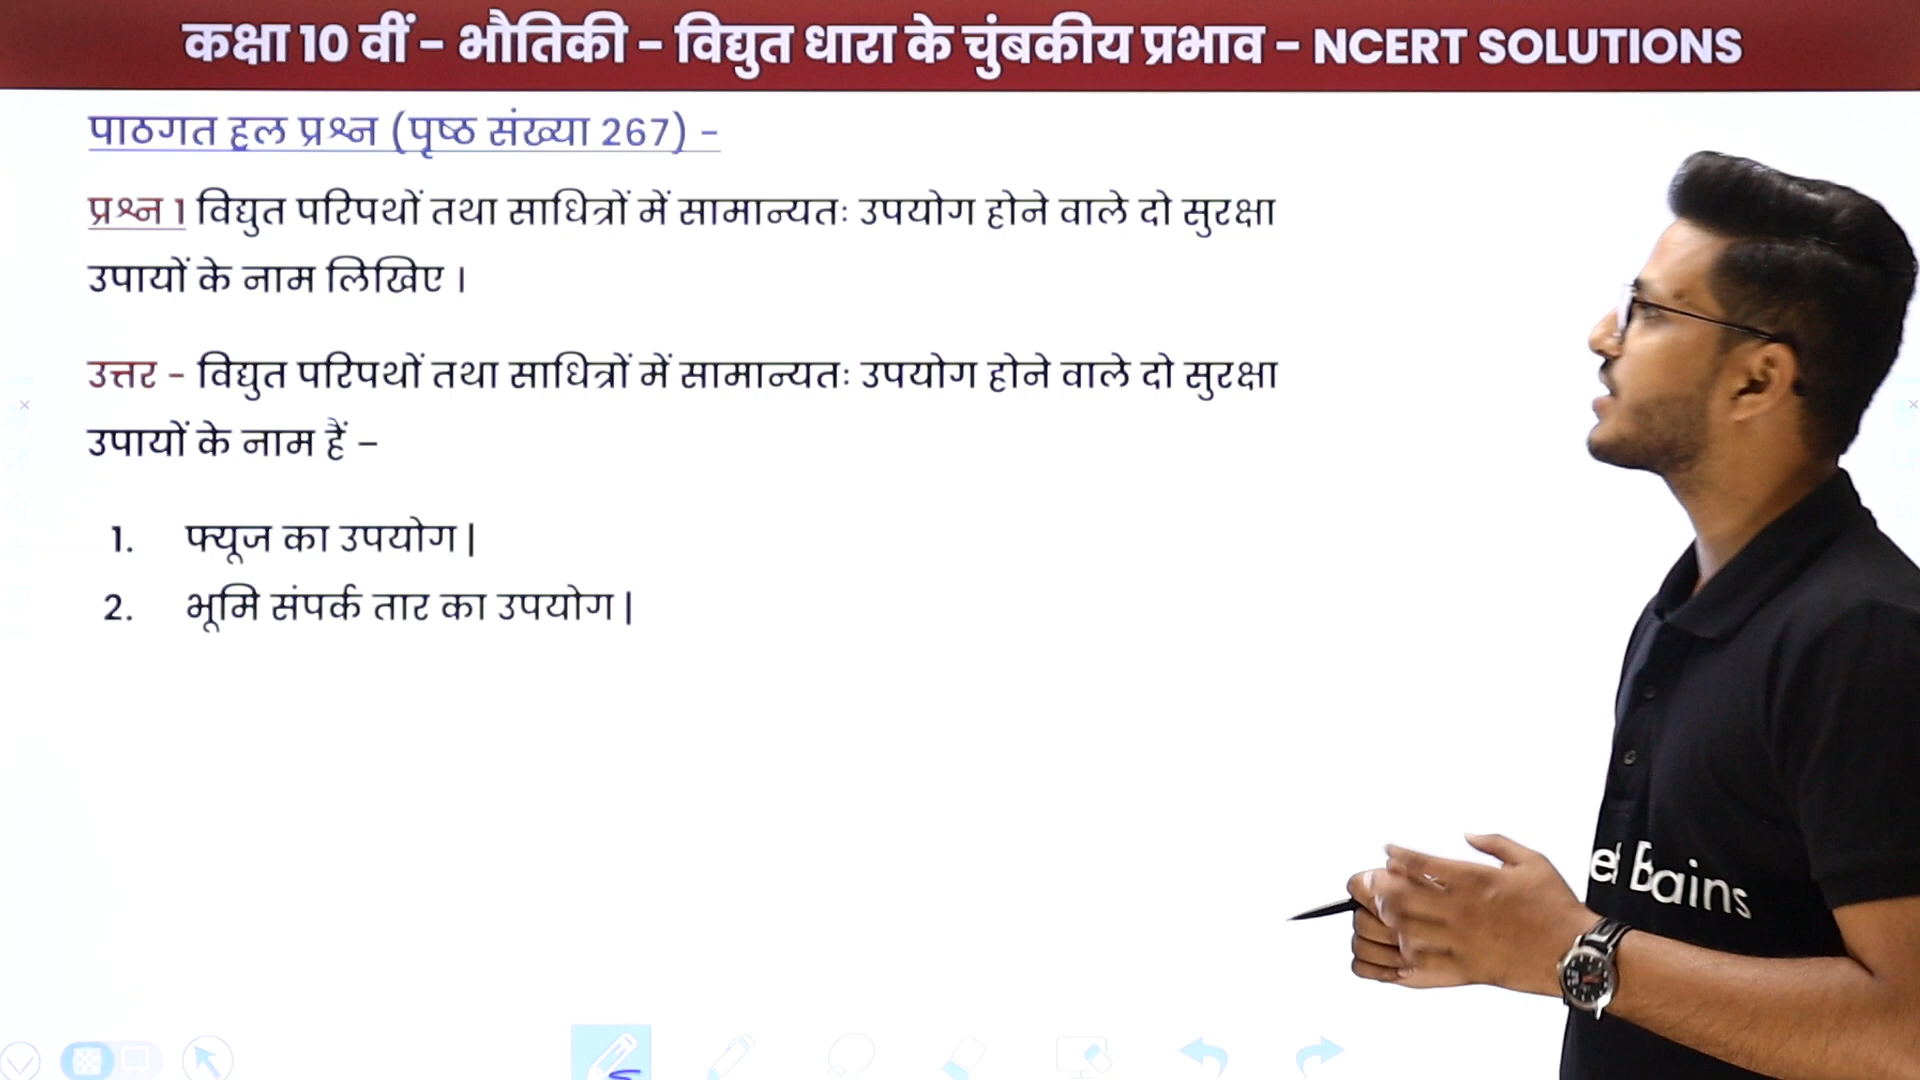 कक्षा 10 वीं – भौतिकी – विद्युत धारा के चुंबकीय प्रभाव – NCERT SOLUTIONS
पाठगत हल प्रश्न (पृष्ठ संख्या 267) –
प्रश्न 1 विद्युत परिपथों तथा साधित्रों में सामान्यतः उपयोग होने वाले दो सुरक्षा
उपायों के नाम लिखिए।
उत्तर – विद्युत परिपथों तथा साधित्रों में सामान्यतः उपयोग होने वाले दो सुरक्षा
उपायों के नाम हैं –
1. फ्यूज का उपयोग|
2. भूमि संपर्क तार का उपयोग|